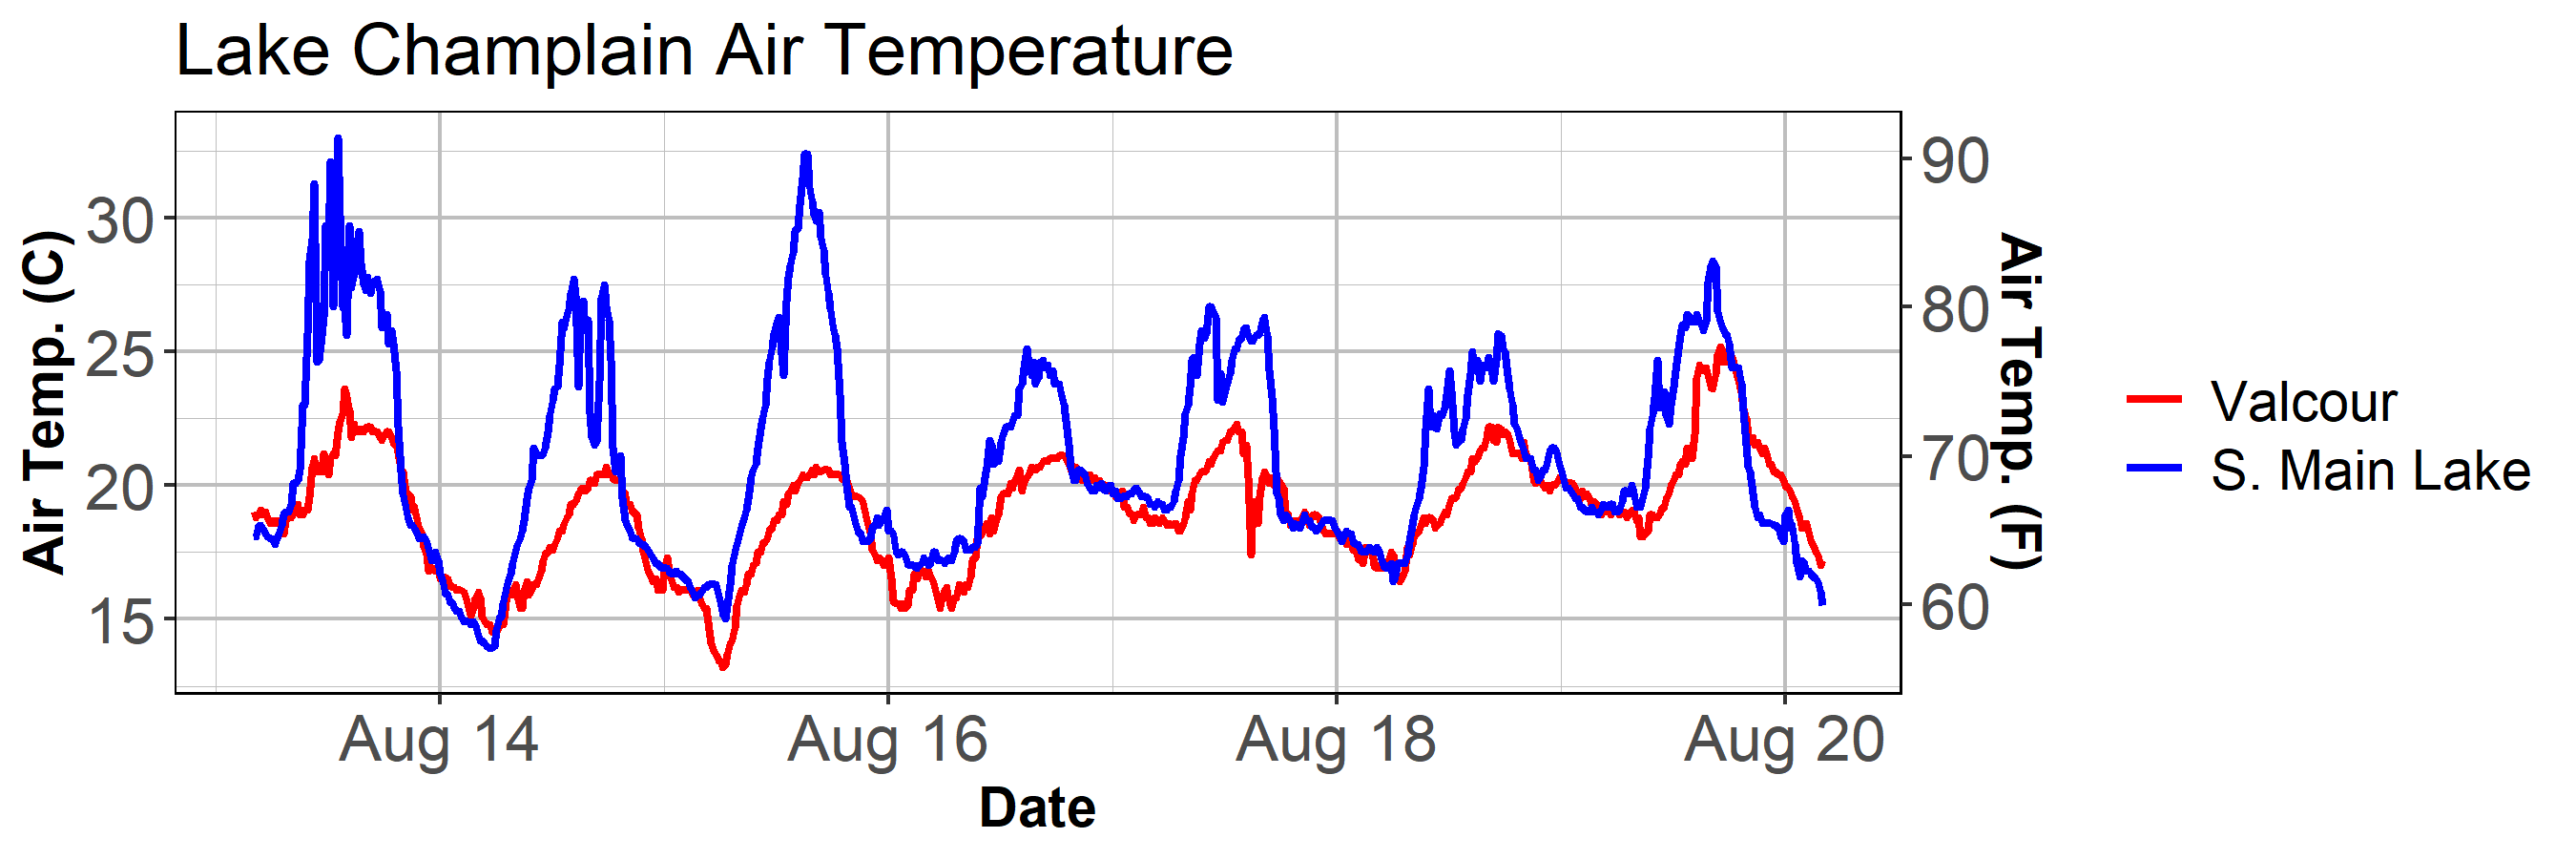 Lake Champlain Air Temperature
Air Temp. (C)
30
25
20
15
90
80
70
60
Air Temp. (F)
Aug 14
Aug 16
Aug 18
Aug 20
Date
Valcour
S. Main Lake